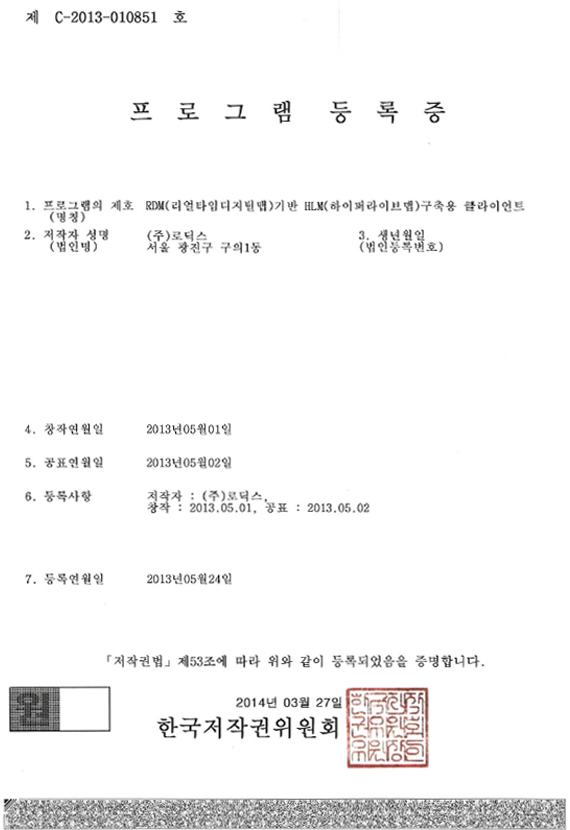 제 C-2013-010851 호
프로그램 등록증
1. 프로그램의 제호 RDM(리얼타임디지털맵)기반 HLM(하이퍼라이브맵)구축용 클라이언트
(명칭)
2. 저작자 성명 (주)로딕스 3. 생년월일
(법인명) 서울 광진구 구의1동 (법인등록번호)
4. 창작연월일 2013년05월01일
5. 공표연월일 2013년05월02일
6. 등록사항 저작자 : (주)로딕스,
창작 : 2013.05.01, 공표 : 2013.05.02
7. 등록연월일 2013년05월24일
「저작권법」제53조에 따라 위와 같이 등록되었음을 증명합니다.
2014년 03월 27일
원
한국저작권위원회